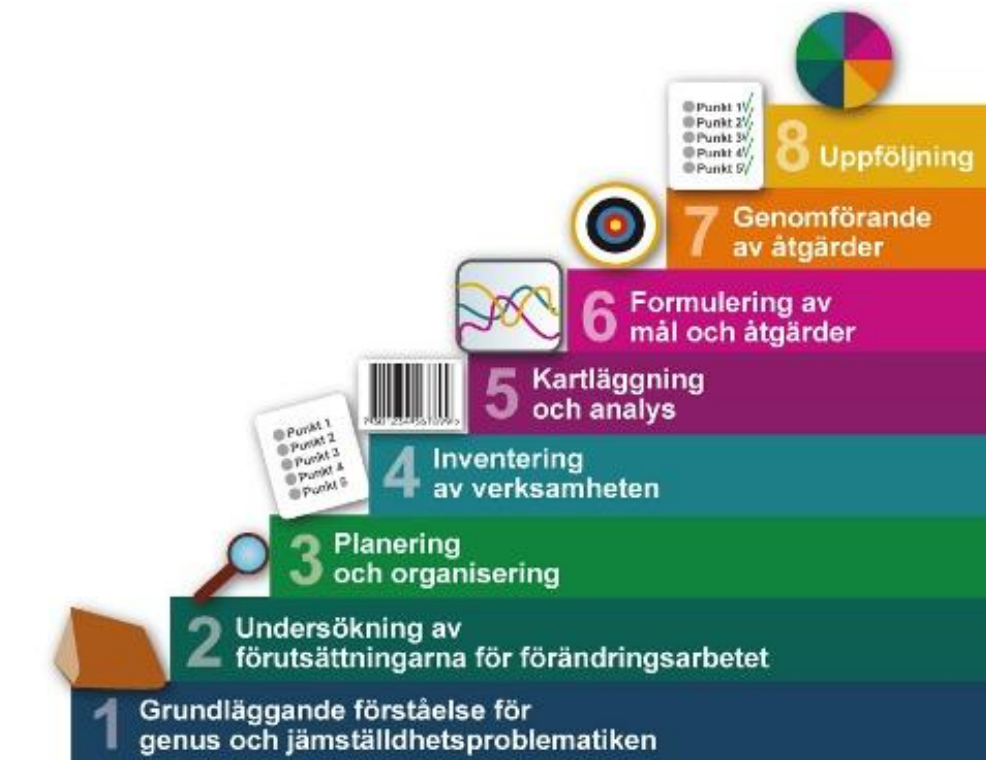 Punkt 1
Punkt 2
Punkt 3
Punkt 4
Punkt 5
8 Uppföljning
7 Genomförande
av åtgärder
6 Formulering av
mål och åtgärder
5 Kartläggning
och analys
Punkt 1
Punkt 2
Punkt 3
Punkt 4
Punkt 5
4 Inventering
av verksamheten
3 Planering
och organisering
2 Undersökning av
förutsättningarna för förändringsarbetet
1 Grundläggande förståelse för
genus och jämställdhetsproblematiken